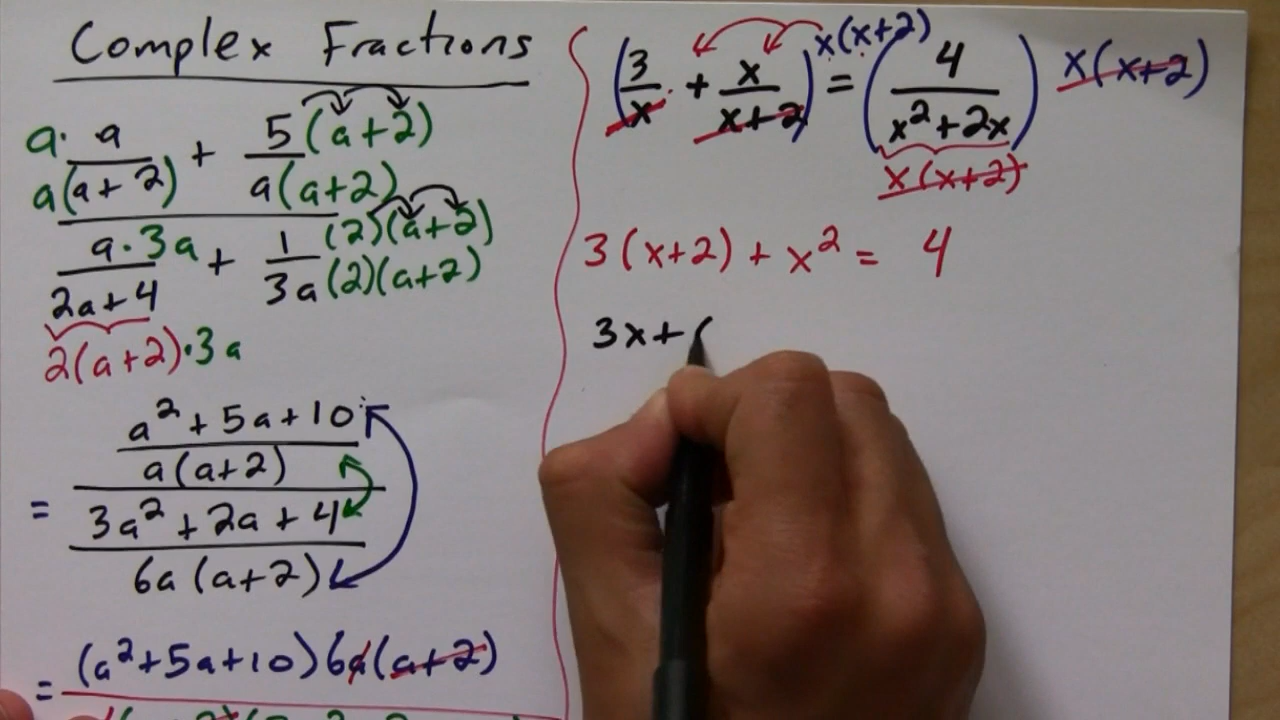 Complex Fractions
a · a/a(a+2) + 5(a+2)/a(a+2)
a·3a/2a+4 + 1(2)(a+2)/3a(2)(a+2)
2(a+2)·3a
a²+5a+10
a(a+2)
=
3a²+2a+4
6a(a+2)
= (a²+5a+10)6a(a+2)
(3/x + x/x+2) x(x+2) = (4/x²+2x) x(x+2)
x(x+2)
3(x+2) + x² = 4
3x+